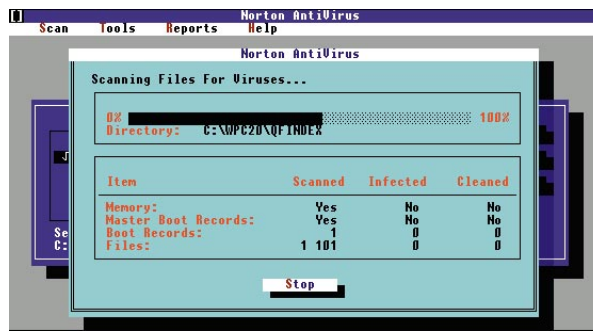 Norton AntiVirus
Scan Tools Reports Help
Norton AntiVirus
Scanning Files For Viruses...
0% 100%
Directory: C:\WPC20\QFINDEX
Item Scanned Infected Cleaned
Memory: Yes No No
Master Boot Records: Yes No No
Boot Records: 1 0 0
Files: 1 101 0 0
Se
C:
Stop